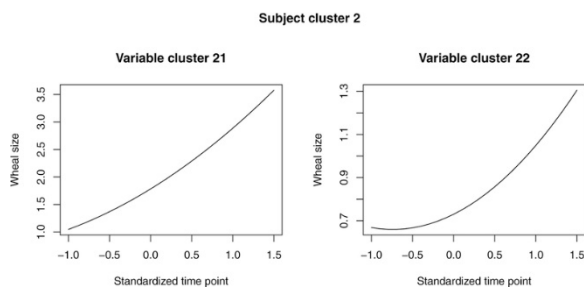 Subject cluster 2
Variable cluster 21
Wheal size
3.5
3.0
2.5
2.0
1.5
1.0
−1.0 −0.5 0.0 0.5 1.0 1.5
Standardized time point
Variable cluster 22
Wheal size
1.3
1.1
0.9
0.7
−1.0 −0.5 0.0 0.5 1.0 1.5
Standardized time point